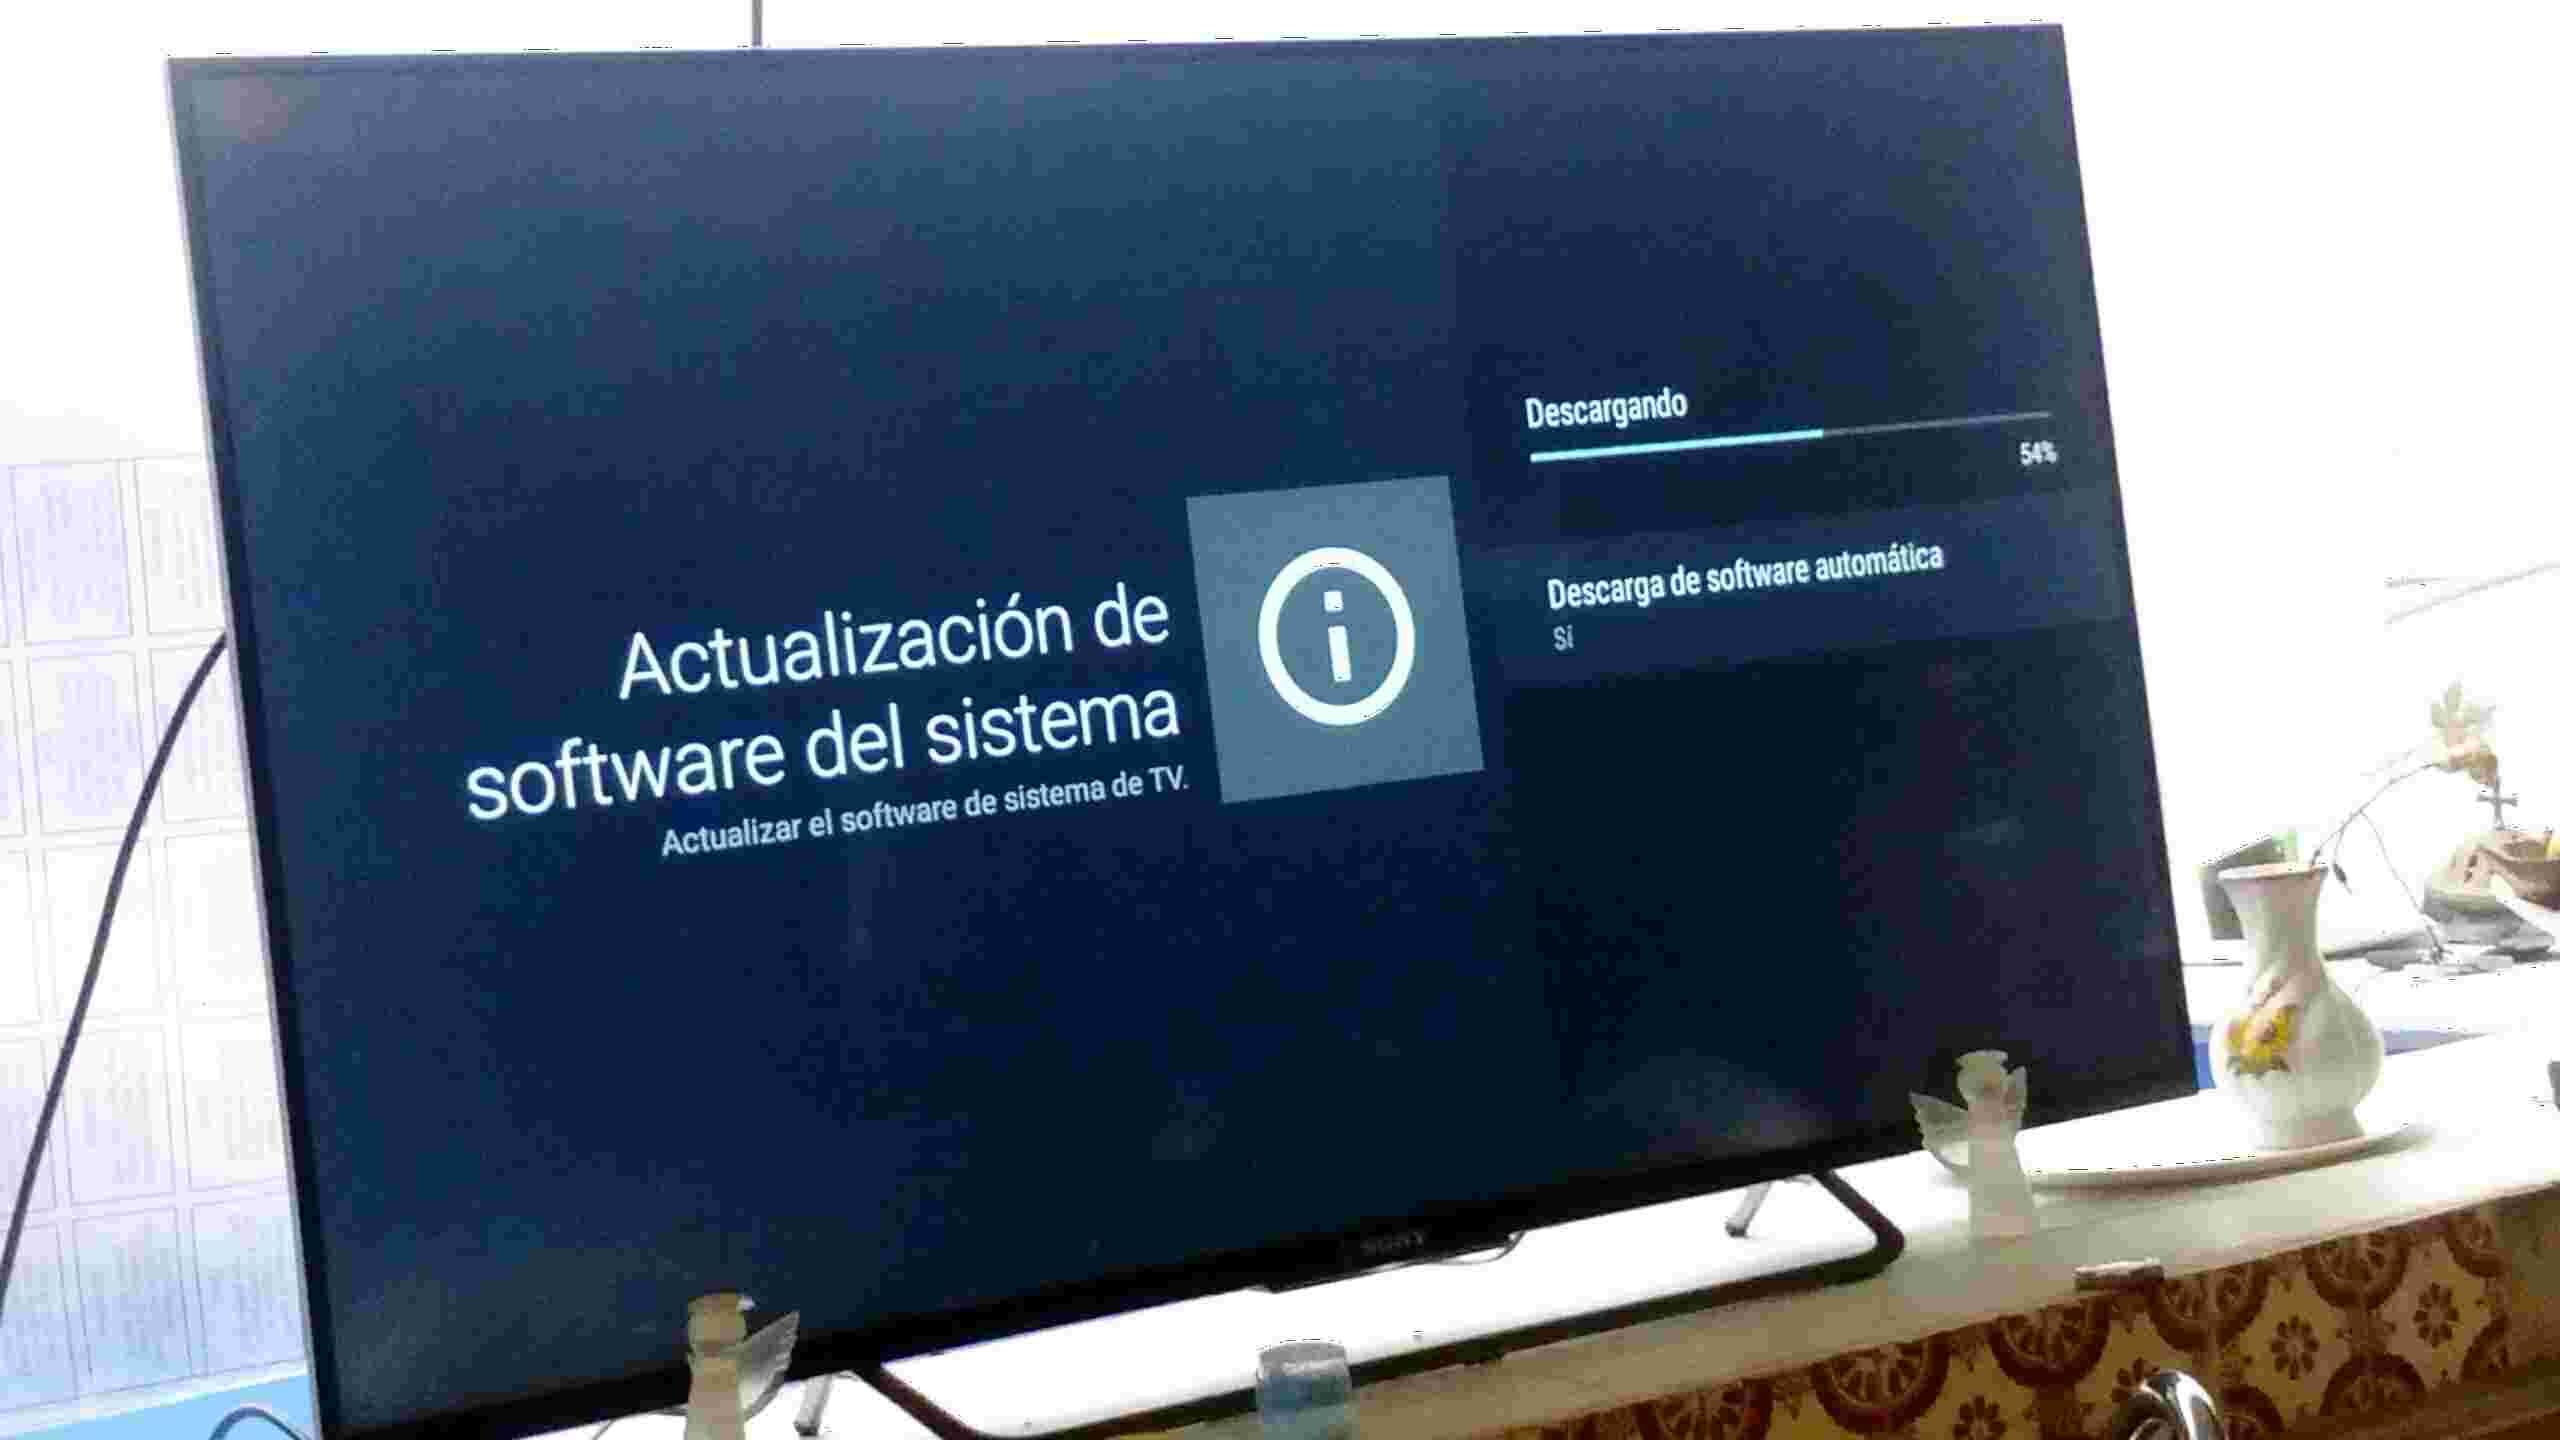 Actualización de
software del sistema
Actualizar el software de sistema de TV.
Descargando
54%
Descarga de software automática
Sí
SONY